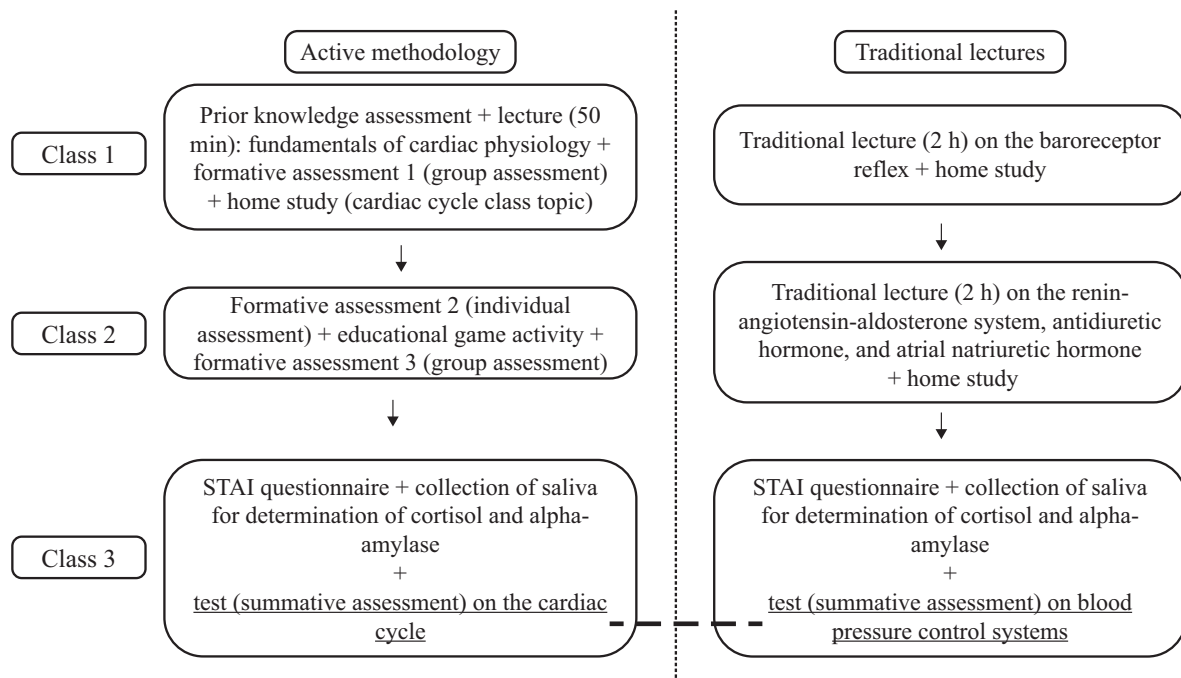 Active methodology
Traditional lectures
Class 1
Prior knowledge assessment + lecture (50
min): fundamentals of cardiac physiology +
formative assessment 1 (group assessment)
+ home study (cardiac cycle class topic)
Traditional lecture (2 h) on the baroreceptor
reflex + home study
Class 2
Formative assessment 2 (individual
assessment) + educational game activity +
formative assessment 3 (group assessment)
Traditional lecture (2 h) on the renin-
angiotensin-aldosterone system, antidiuretic
hormone, and atrial natriuretic hormone
+ home study
Class 3
STAI questionnaire + collection of saliva
for determination of cortisol and alpha-
amylase
+
test (summative assessment) on the cardiac
cycle
STAI questionnaire + collection of saliva
for determination of cortisol and alpha-
amylase
+
test (summative assessment) on blood
pressure control systems